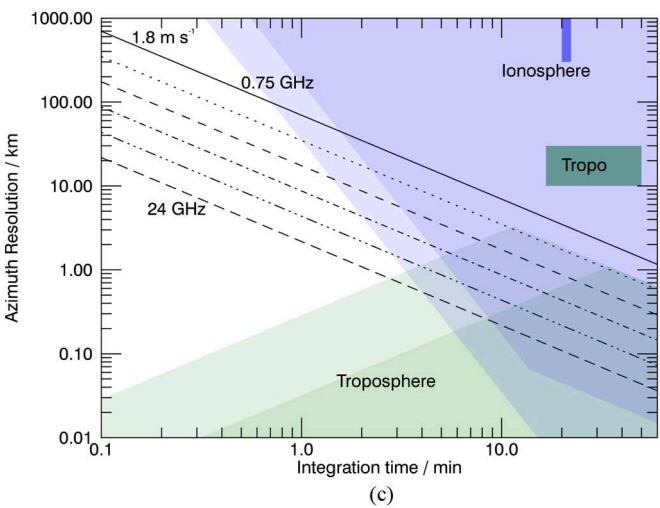 1000.00
1.8 m s⁻¹
Ionosphere
0.75 GHz
100.00
Tropo
10.00
24 GHz
1.00
0.10
Troposphere
0.01
0.1
1.0
10.0
Azimuth Resolution / km
Integration time / min
(c)